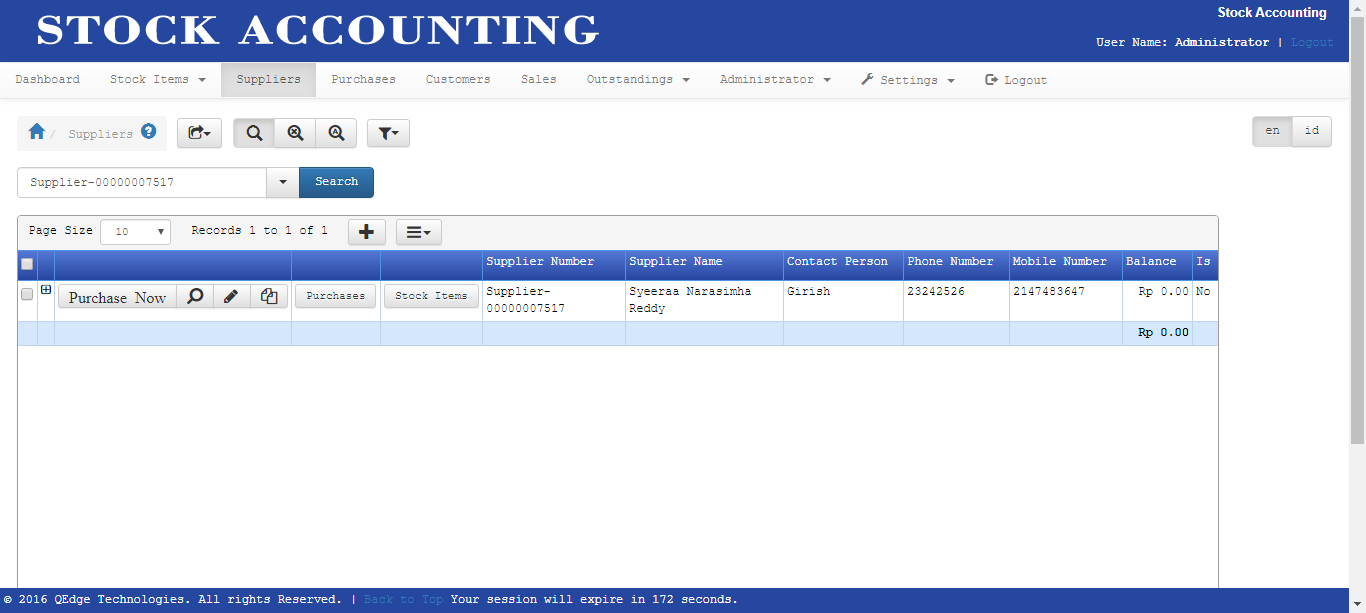 STOCK ACCOUNTING
Stock Accounting
User Name: Administrator | Logout
Dashboard Stock Items Suppliers Purchases Customers Sales Outstandings Administrator Settings Logout
/ Suppliers ?
en id
Supplier-00000007517 Search
Page Size 10 Records 1 to 1 of 1
Supplier Number Supplier Name Contact Person Phone Number Mobile Number Balance Is
Purchase Now Purchases Stock Items Supplier- Syeeraa Narasimha Girish 23242526 2147483647 Rp 0.00 No
00000007517 Reddy
Rp 0.00
© 2016 QEdge Technologies. All rights Reserved. | Back to Top Your session will expire in 172 seconds.